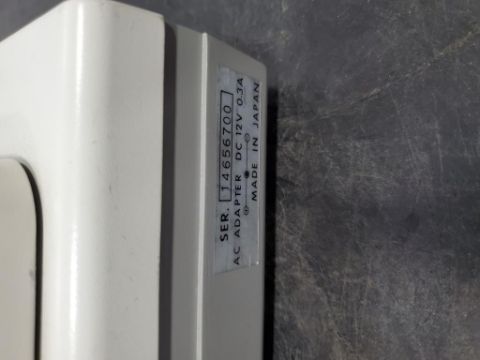 SER. 14656700
AC ADAPTER DC 12V 0.3A
MADE IN JAPAN